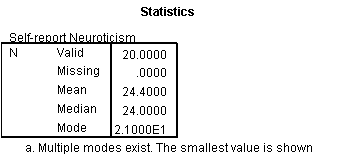 Statistics
Self-report Neuroticism
N Valid 20.0000
Missing .0000
Mean 24.4000
Median 24.0000
Mode 2.1000E1
a. Multiple modes exist. The smallest value is shown